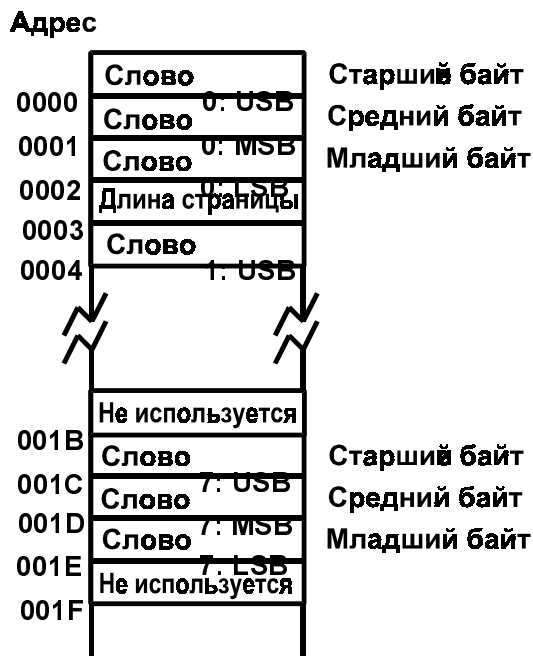 Адрес
Слово 0: USB Старший байт
0000
Слово 0: MSB Средний байт
0001
Слово 0: LSB Младший байт
0002
Длина страницы
0003
Слово 1: USB
0004
Не используется
001B
Слово 7: USB Старший байт
001C
Слово 7: MSB Средний байт
001D
Слово 7: LSB Младший байт
001E
Не используется
001F